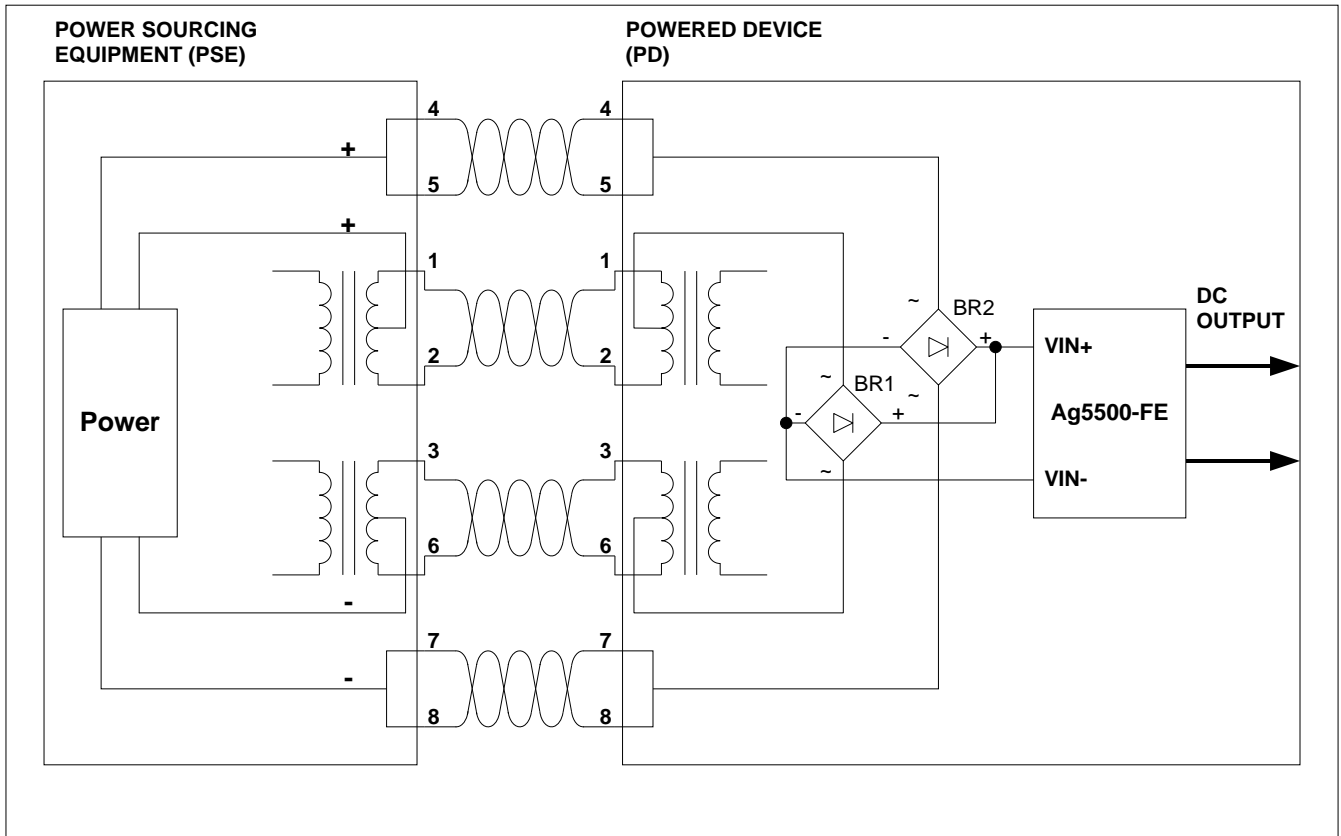 POWER SOURCING
EQUIPMENT (PSE)
POWERED DEVICE
(PD)
4
4
+
5
5
+
1
1
2
2
Power
3
3
6
6
-
7
7
-
8
8
~
BR2
-
+
~
BR1
~
-
+
~
VIN+
Ag5500-FE
VIN-
DC
OUTPUT